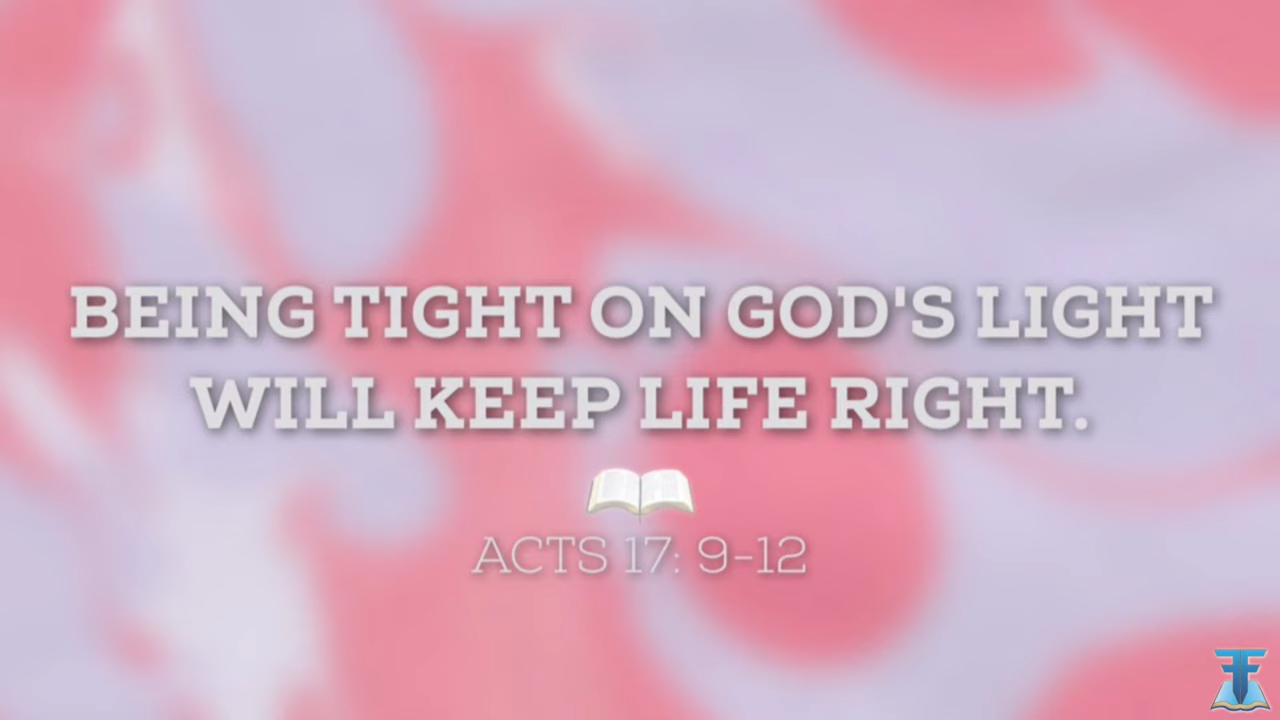 BEING TIGHT ON GOD'S LIGHT
WILL KEEP LIFE RIGHT.
ACTS 17: 9-12